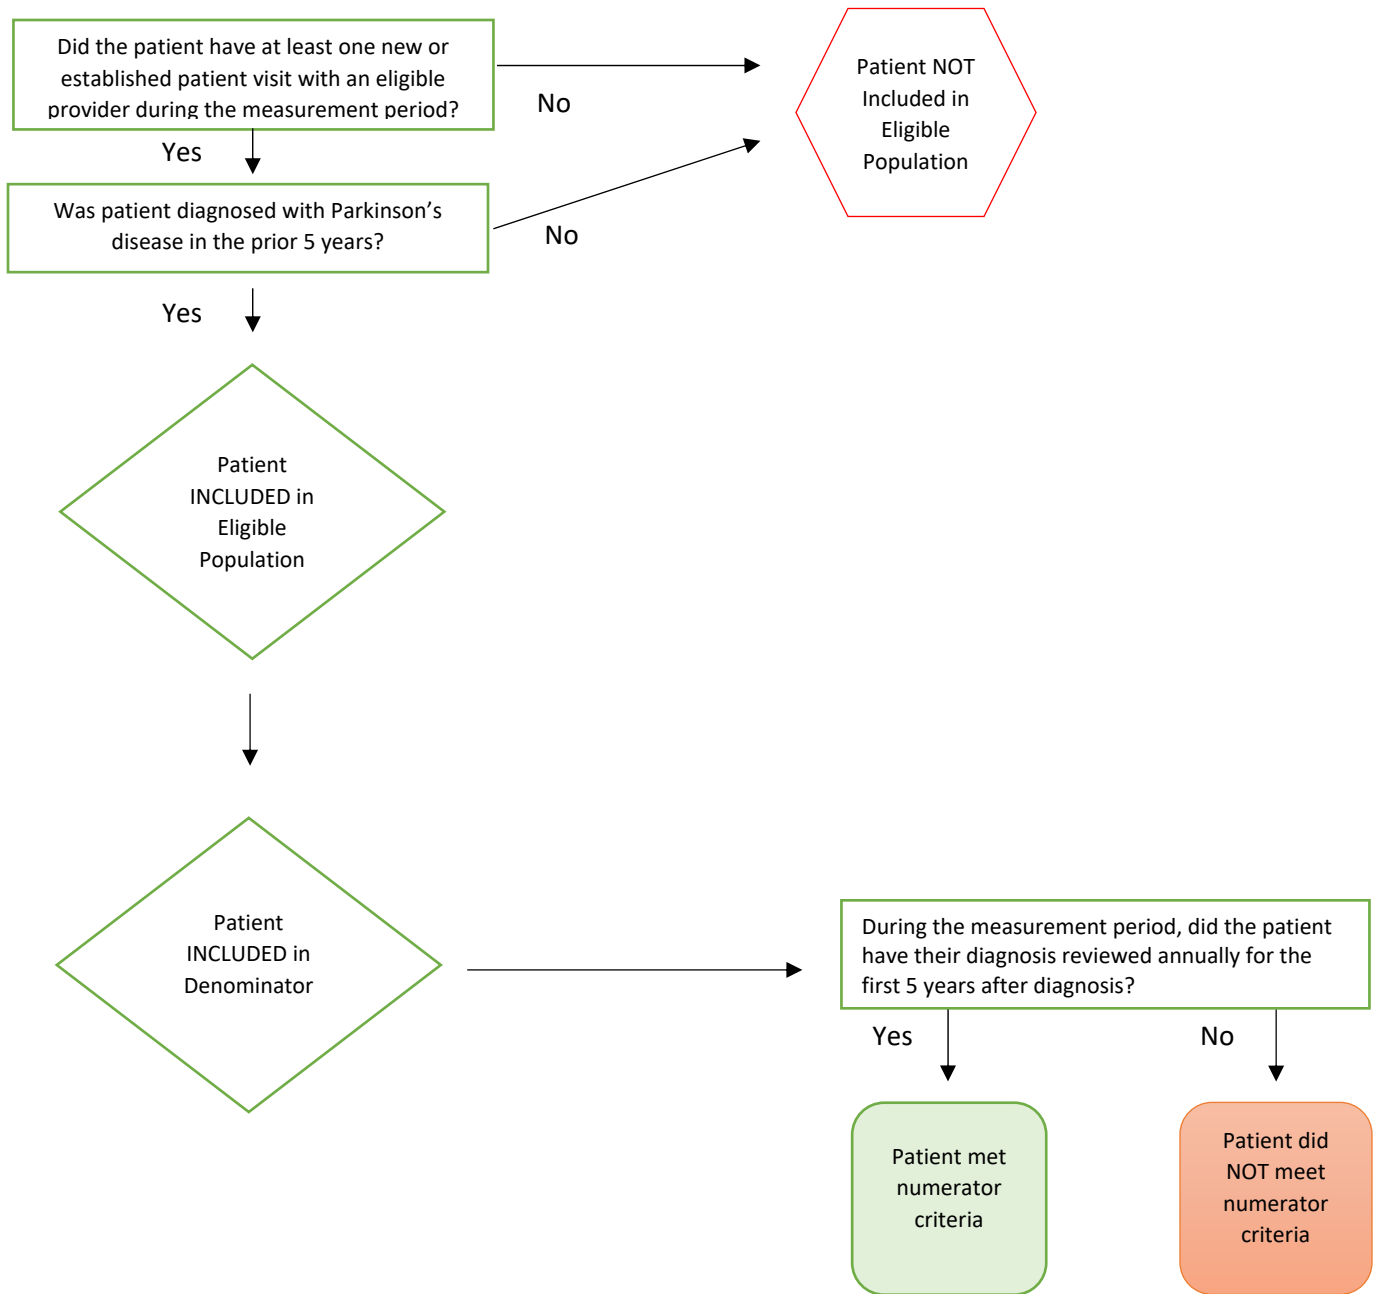 Did the patient have at least one new or
established patient visit with an eligible
provider during the measurement period?
No
Yes
Patient NOT
Included in
Eligible
Population
Was patient diagnosed with Parkinson’s
disease in the prior 5 years?
No
Yes
Patient
INCLUDED in
Eligible
Population
Patient
INCLUDED in
Denominator
During the measurement period, did the patient
have their diagnosis reviewed annually for the
first 5 years after diagnosis?
Yes
No
Patient met
numerator
criteria
Patient did
NOT meet
numerator
criteria